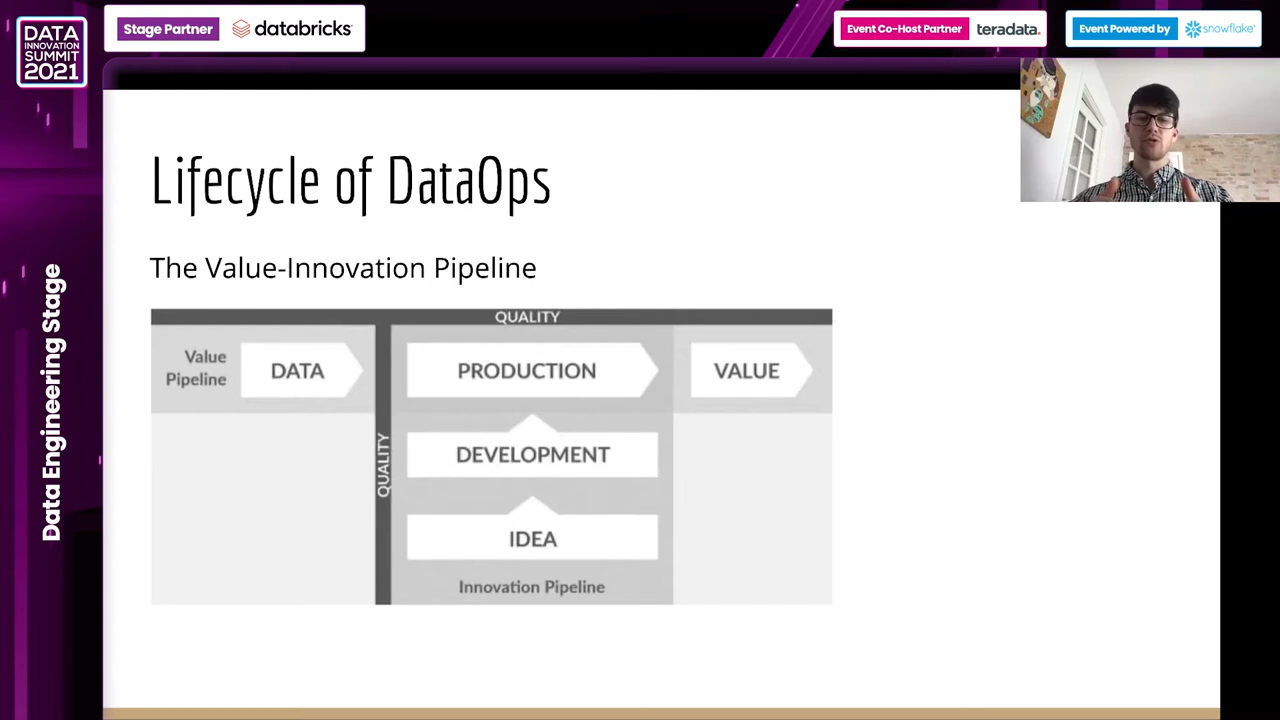 DATA
INNOVATION
SUMMIT
2021
Stage Partner
databricks
Event Co-Host Partner
teradata.
Event Powered by
snowflake
Data Engineering Stage
Lifecycle of DataOps
The Value-Innovation Pipeline
QUALITY
Value
Pipeline
DATA
PRODUCTION
VALUE
QUALITY
DEVELOPMENT
IDEA
Innovation Pipeline